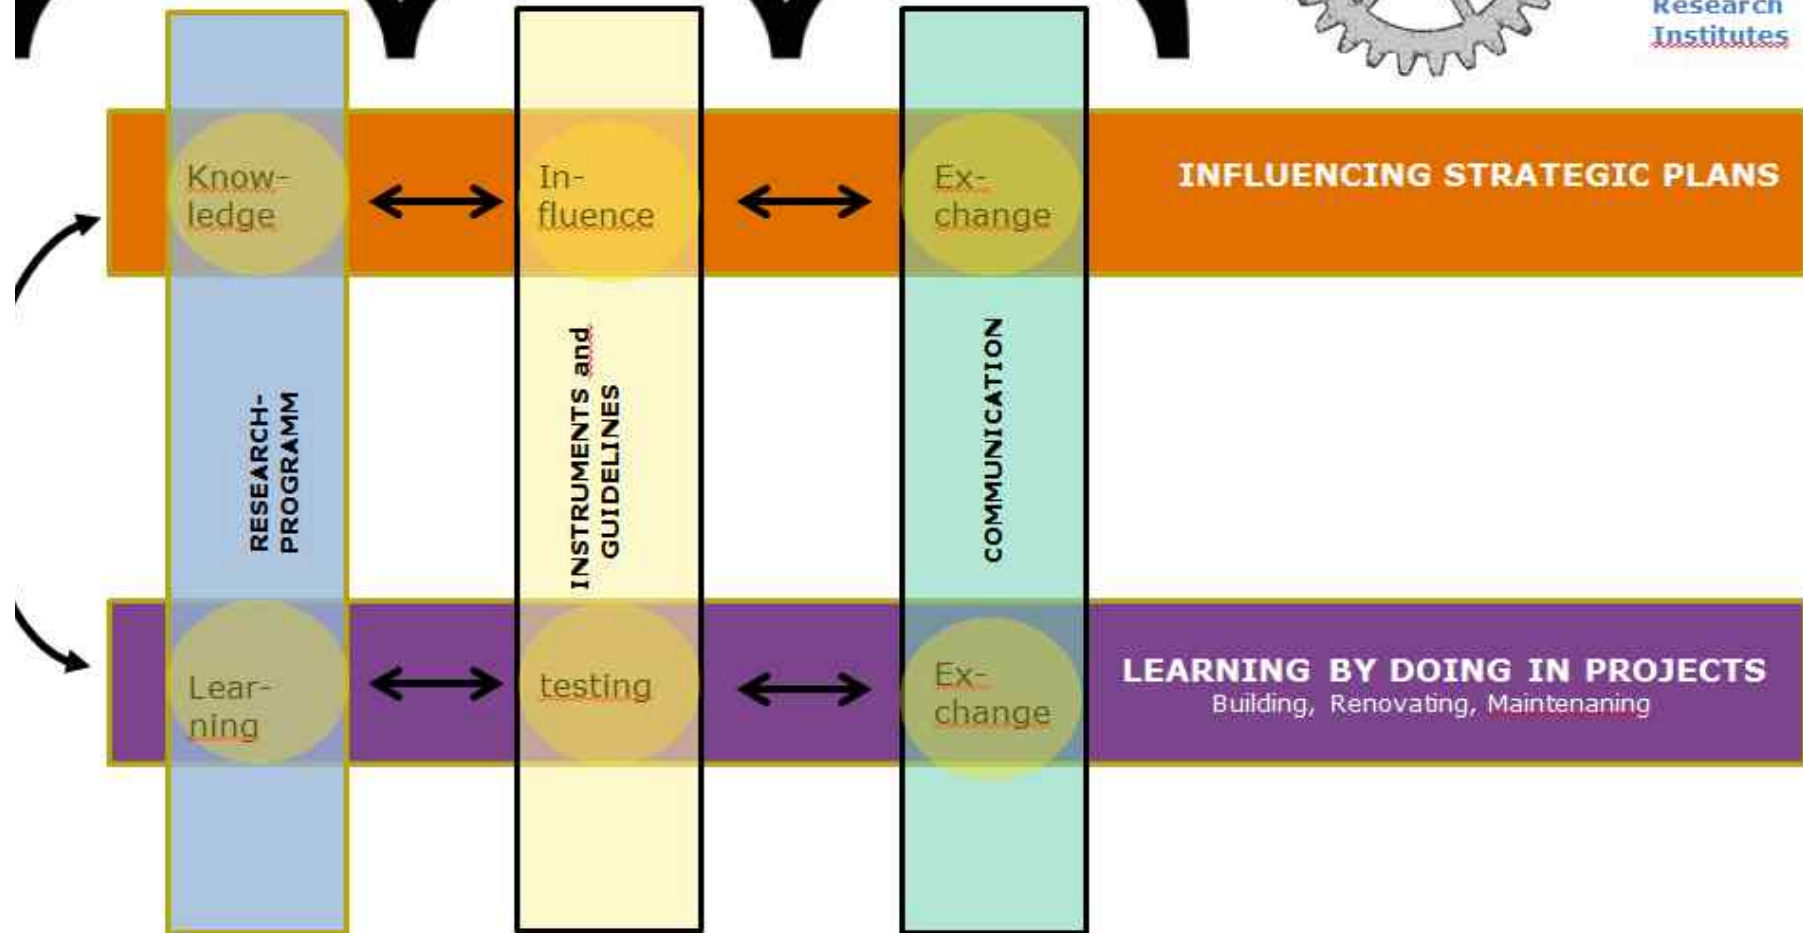 Research
Institutes
Know-
ledge
In-
fluence
Ex-
change
INFLUENCING STRATEGIC PLANS
RESEARCH-
PROGRAMM
INSTRUMENTS and
GUIDELINES
COMMUNICATION
Lear-
ning
testing
Ex-
change
LEARNING BY DOING IN PROJECTS
Building, Renovating, Maintenaning